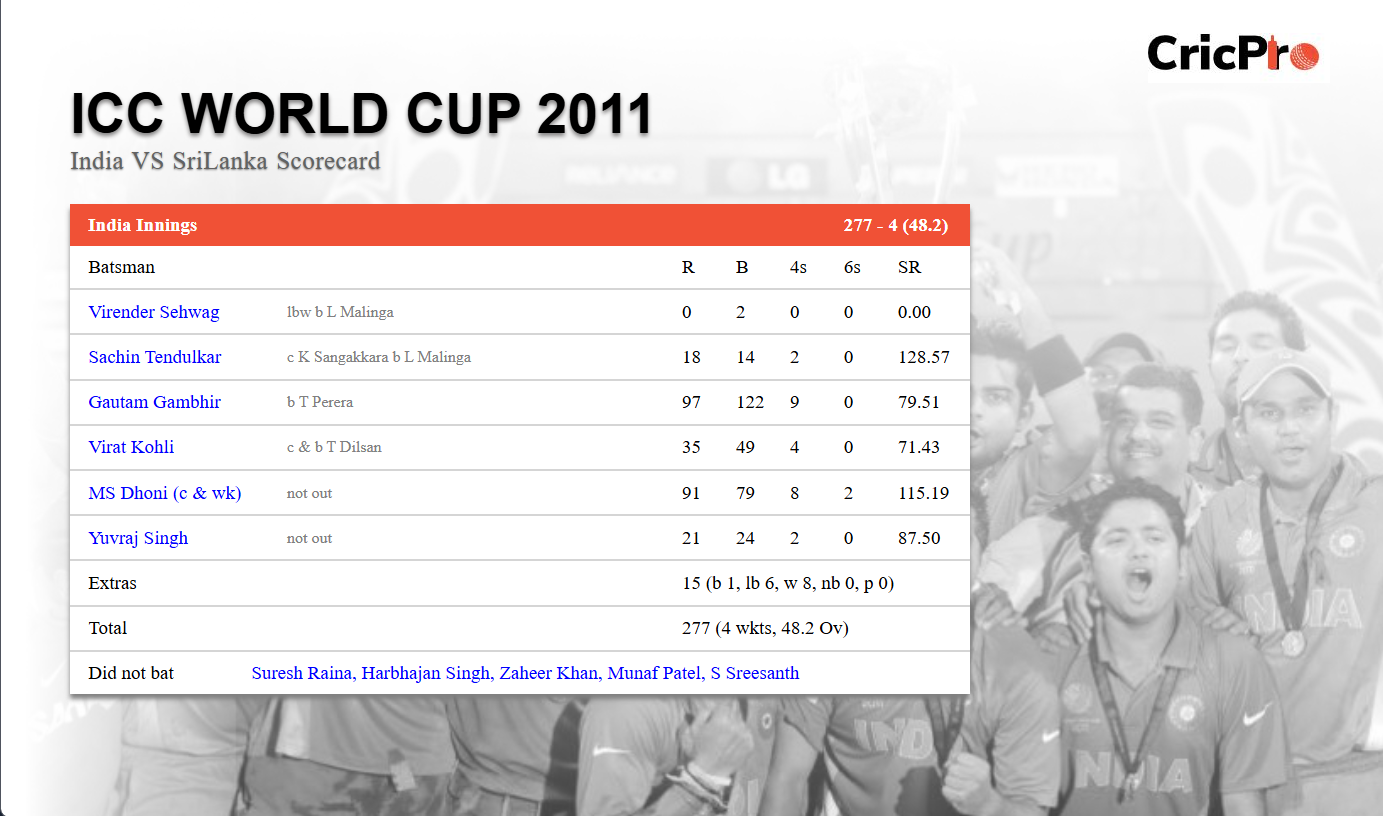 CricPro
ICC WORLD CUP 2011
India VS SriLanka Scorecard
India Innings 277 - 4 (48.2)
Batsman R B 4s 6s SR
Virender Sehwag lbw b L Malinga 0 2 0 0 0.00
Sachin Tendulkar c K Sangakkara b L Malinga 18 14 2 0 128.57
Gautam Gambhir b T Perera 97 122 9 0 79.51
Virat Kohli c & b T Dilsan 35 49 4 0 71.43
MS Dhoni (c & wk) not out 91 79 8 2 115.19
Yuvraj Singh not out 21 24 2 0 87.50
Extras 15 (b 1, lb 6, w 8, nb 0, p 0)
Total 277 (4 wkts, 48.2 Ov)
Did not bat Suresh Raina, Harbhajan Singh, Zaheer Khan, Munaf Patel, S Sreesanth
RELIANCE LG
INDIA
IND
INDIA